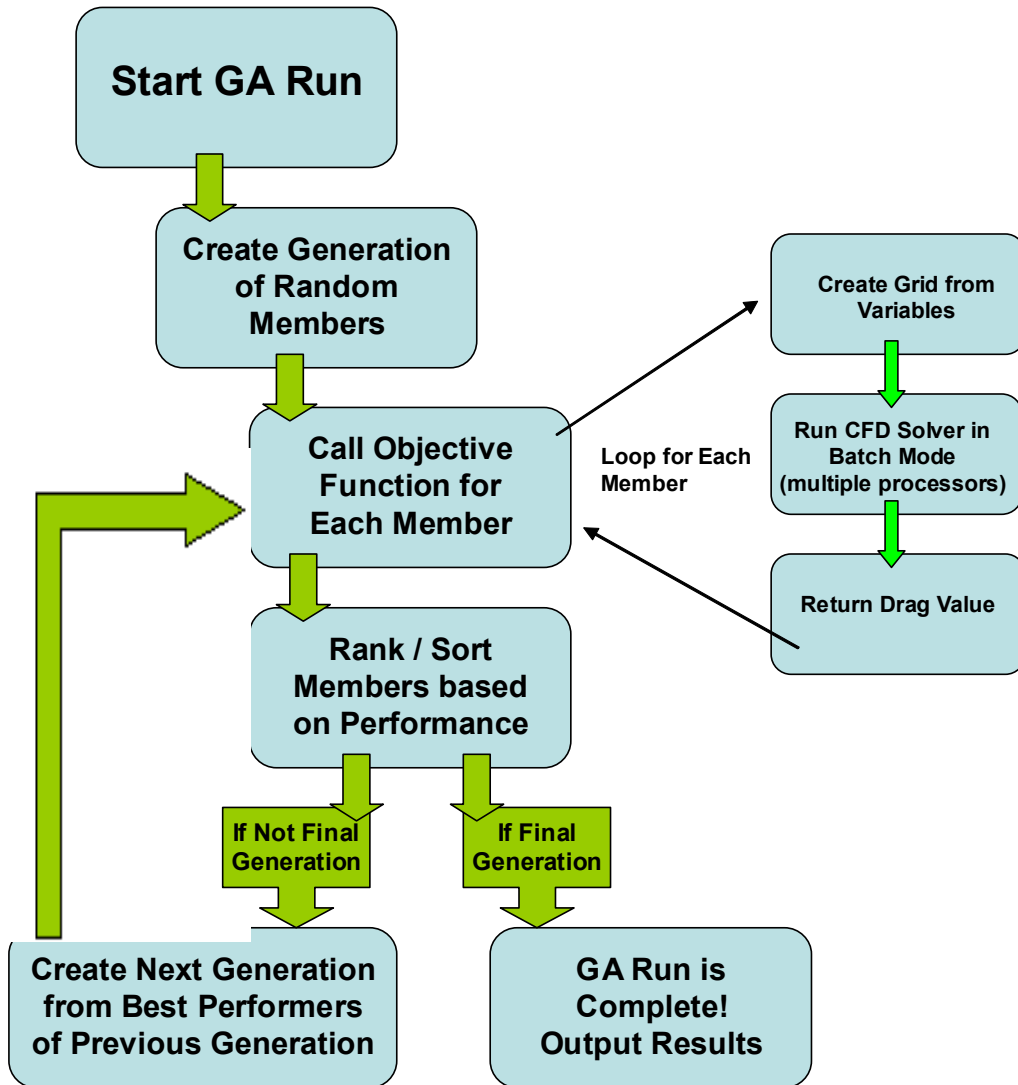 Start GA Run
Create Generation
of Random
Members
Call Objective
Function for
Each Member
Loop for Each
Member
Create Grid from
Variables
Run CFD Solver in
Batch Mode
(multiple processors)
Return Drag Value
Rank / Sort
Members based
on Performance
If Not Final
Generation
If Final
Generation
Create Next Generation
from Best Performers
of Previous Generation
GA Run is
Complete!
Output Results